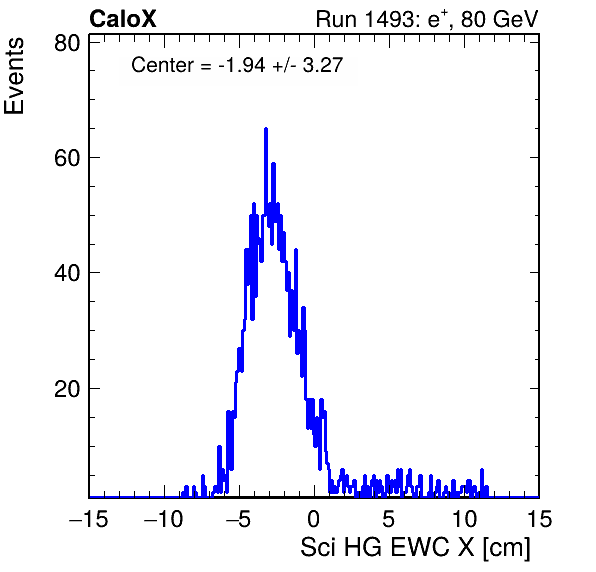 CaloX Run 1493: e⁺, 80 GeV
Center = -1.94 +/- 3.27
Events
80
60
40
20
−15 −10 −5 0 5 10 15
Sci HG EWC X [cm]